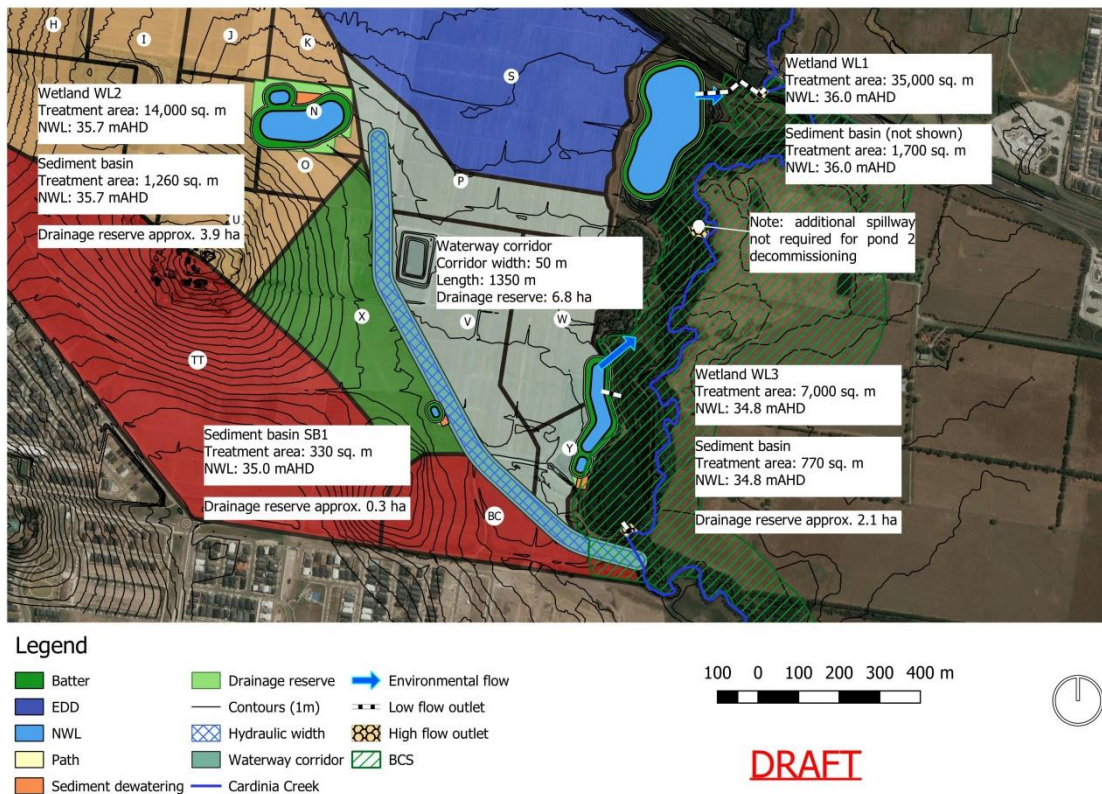 H
I
J
K
S
N
O
P
U
X
V
W
TT
Y
BC
Wetland WL2
Treatment area: 14,000 sq. m
NWL: 35.7 mAHD
Sediment basin
Treatment area: 1,260 sq. m
NWL: 35.7 mAHD
Drainage reserve approx. 3.9 ha
Wetland WL1
Treatment area: 35,000 sq. m
NWL: 36.0 mAHD
Sediment basin (not shown)
Treatment area: 1,700 sq. m
NWL: 36.0 mAHD
Note: additional spillway
not required for pond 2
decommissioning
Waterway corridor
Corridor width: 50 m
Length: 1350 m
Drainage reserve: 6.8 ha
Wetland WL3
Treatment area: 7,000 sq. m
NWL: 34.8 mAHD
Sediment basin
Treatment area: 770 sq. m
NWL: 34.8 mAHD
Drainage reserve approx. 2.1 ha
Sediment basin SB1
Treatment area: 330 sq. m
NWL: 35.0 mAHD
Drainage reserve approx. 0.3 ha
Legend
Batter
EDD
NWL
Path
Sediment dewatering
Drainage reserve
Contours (1m)
Hydraulic width
Waterway corridor
Cardinia Creek
Environmental flow
Low flow outlet
High flow outlet
BCS
100 0 100 200 300 400 m
DRAFT